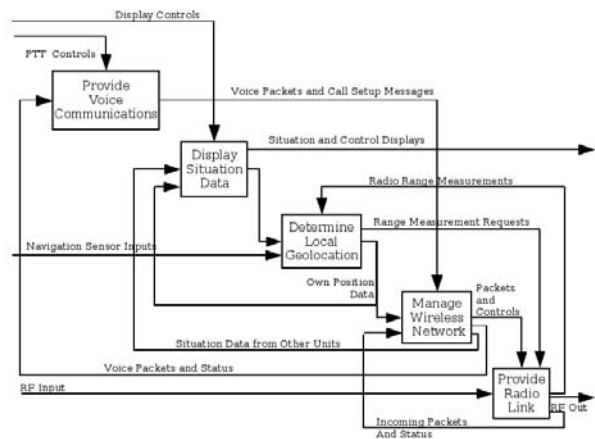 Display Controls
PTT Controls
Provide
Voice
Communications
Voice Packets and Call Setup Messages
Situation and Control Displays
Display
Situation
Data
Radio Range Measurements
Determine
Local
Geolocation
Range Measurement Requests
Navigation Sensor Inputs
Own Position
Data
Manage
Wireless
Network
Packets
and
Controls
Situation Data from Other Units
Voice Packets and Status
RF Input
Provide
Radio
Link
RF Out
Incoming Packets
And Status